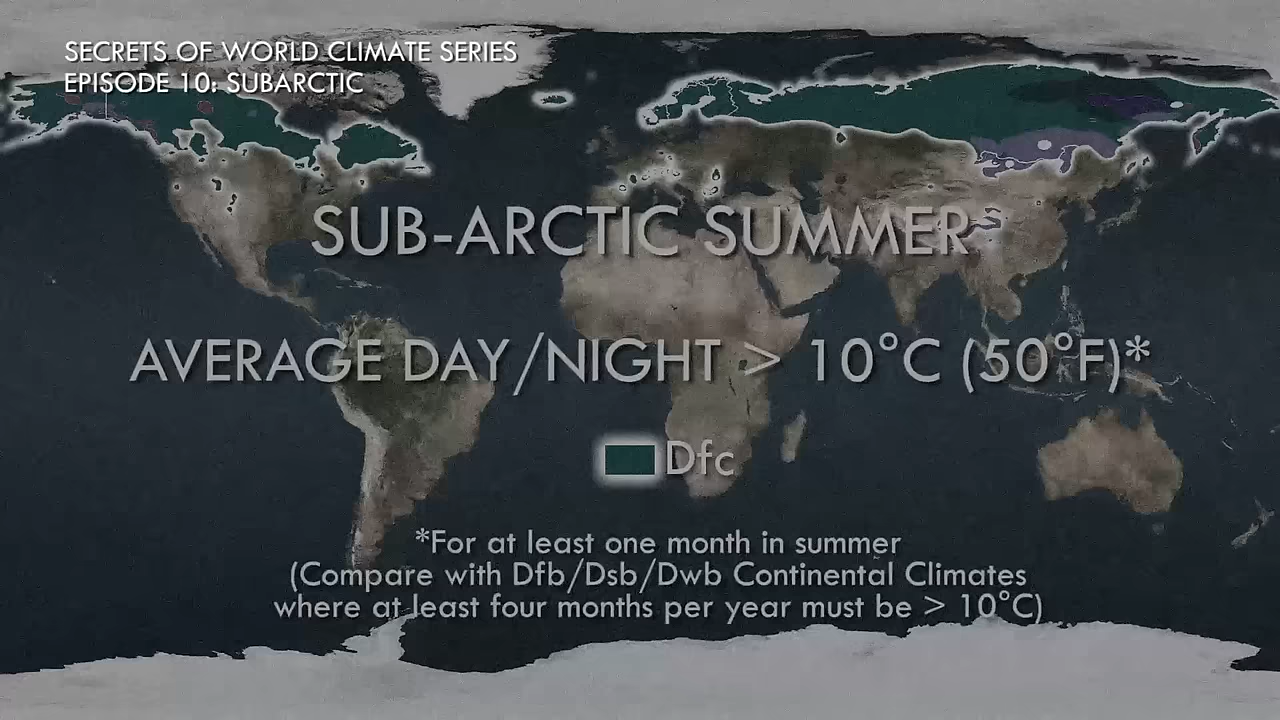 SECRETS OF WORLD CLIMATE SERIES
EPISODE 10: SUBARCTIC
SUB-ARCTIC SUMMER
AVERAGE DAY/NIGHT > 10°C (50°F)*
Dfc
*For at least one month in summer
(Compare with Dfb/Dsb/Dwb Continental Climates
where at least four months per year must be > 10°C)